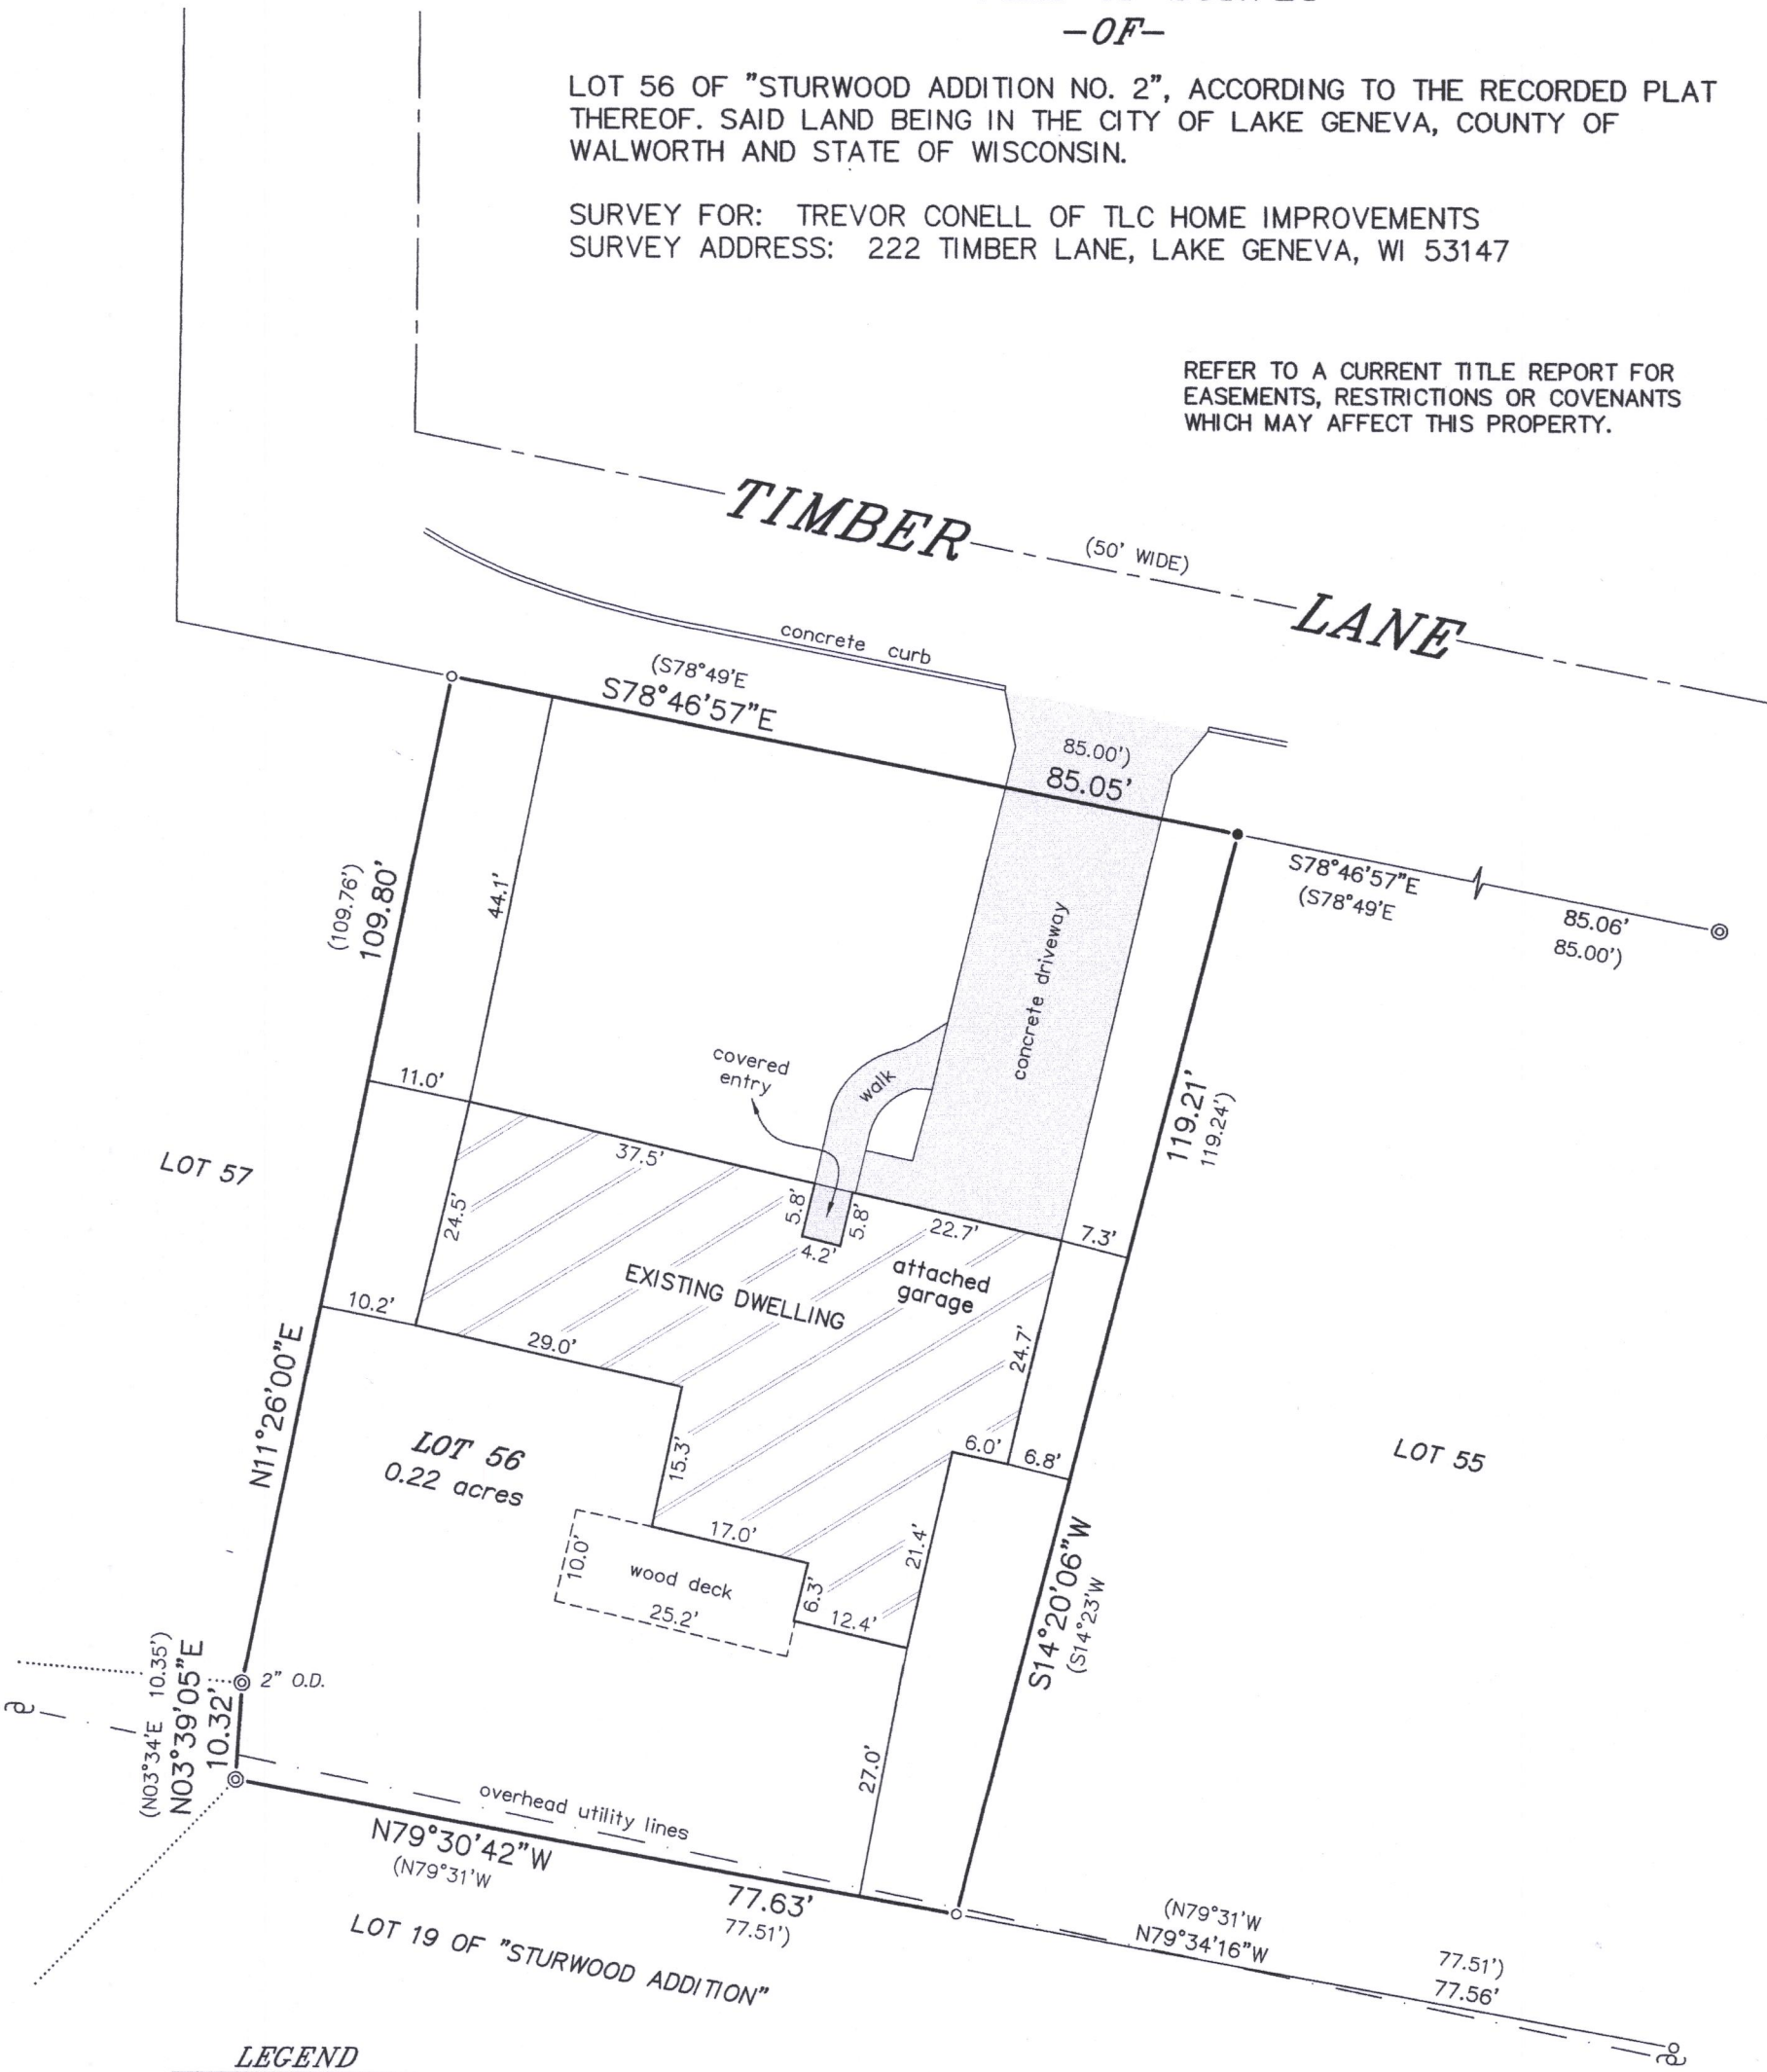 -OF-
LOT 56 OF "STURWOOD ADDITION NO. 2", ACCORDING TO THE RECORDED PLAT
THEREOF. SAID LAND BEING IN THE CITY OF LAKE GENEVA, COUNTY OF
WALWORTH AND STATE OF WISCONSIN.
SURVEY FOR: TREVOR CONELL OF TLC HOME IMPROVEMENTS
SURVEY ADDRESS: 222 TIMBER LANE, LAKE GENEVA, WI 53147
REFER TO A CURRENT TITLE REPORT FOR
EASEMENTS, RESTRICTIONS OR COVENANTS
WHICH MAY AFFECT THIS PROPERTY.
TIMBER
(50' WIDE)
LANE
concrete curb
(S78°49'E
S78°46'57"E
85.00')
85.05'
S78°46'57"E
(S78°49'E
85.06'
85.00')
(109.76')
109.80'
44.1'
concrete driveway
covered
entry
walk
11.0'
119.21'
119.24')
LOT 57
37.5'
24.5'
5.8'
5.8'
4.2'
22.7'
7.3'
EXISTING DWELLING
attached
garage
10.2'
29.0'
24.7'
N11°26'00"E
LOT 56
0.22 acres
15.3'
6.0'
6.8'
LOT 55
17.0'
21.4'
10.0'
wood deck
25.2'
6.3'
12.4'
S14°20'06"W
(S14°23'W
2" O.D.
(N03°34'E 10.35')
N03°39'05"E
10.32'
27.0'
overhead utility lines
N79°30'42"W
(N79°31'W
77.63'
77.51')
LOT 19 OF "STURWOOD ADDITION"
(N79°31'W
N79°34'16"W
77.51')
77.56'
LEGEND